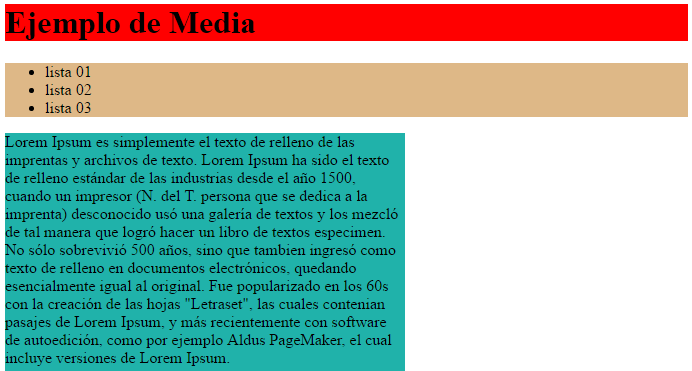 Ejemplo de Media
lista 01
lista 02
lista 03
Lorem Ipsum es simplemente el texto de relleno de las
imprentas y archivos de texto. Lorem Ipsum ha sido el texto
de relleno estándar de las industrias desde el año 1500,
cuando un impresor (N. del T. persona que se dedica a la
imprenta) desconocido usó una galería de textos y los mezcló
de tal manera que logró hacer un libro de textos especimen.
No sólo sobrevivió 500 años, sino que tambien ingresó como
texto de relleno en documentos electrónicos, quedando
esencialmente igual al original. Fue popularizado en los 60s
con la creación de las hojas "Letraset", las cuales contenian
pasajes de Lorem Ipsum, y más recientemente con software
de autoedición, como por ejemplo Aldus PageMaker, el cual
incluye versiones de Lorem Ipsum.